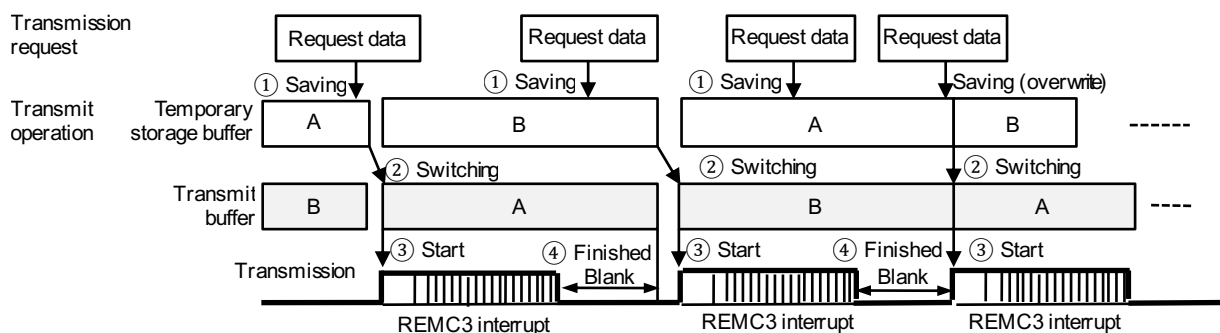 Transmission
request
Request data
Request data
Request data
Request data
① Saving
① Saving
① Saving
Saving (overwrite)
Transmit
operation
Temporary
storage buffer
A
B
A
B
② Switching
② Switching
② Switching
Transmit
buffer
B
A
B
A
③ Start
④ Finished
Blank
③ Start
④ Finished
Blank
③ Start
Transmission
REMC3 interrupt
REMC3 interrupt
REMC3 interrupt